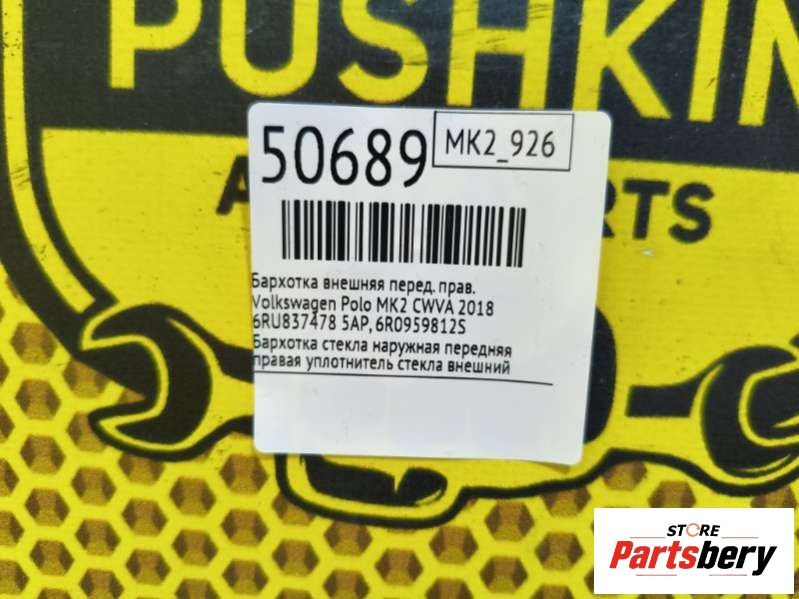 PUSHKIN
50689
MK2_926
RTS
Бархотка внешняя перед. прав.
Volkswagen Polo MK2 CWVA 2018
6RU837478 5AP, 6R0959812S
Бархотка стекла наружная передняя
правая уплотнитель стекла внешний
STORE
Partsbery